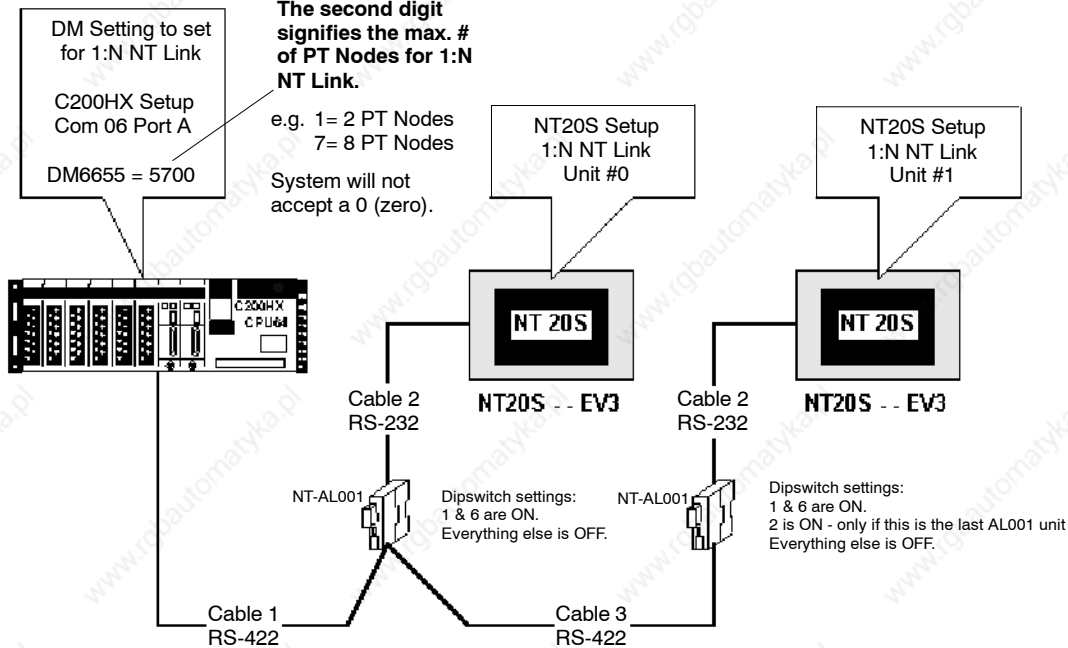 DM Setting to set
for 1:N NT Link
C200HX Setup
Com 06 Port A
DM6655 = 5700
The second digit
signifies the max. #
of PT Nodes for 1:N
NT Link.
e.g. 1= 2 PT Nodes
7= 8 PT Nodes
System will not
accept a 0 (zero).
NT20S Setup
1:N NT Link
Unit #0
NT20S Setup
1:N NT Link
Unit #1
C200HX
NT 20S
NT 20S
NT20S - - EV3
NT20S - - EV3
Cable 2
RS-232
Cable 2
RS-232
NT-AL001
Dipswitch settings:
1 & 6 are ON.
Everything else is OFF.
NT-AL001
Dipswitch settings:
1 & 6 are ON.
2 is ON - only if this is the last AL001 unit
Everything else is OFF.
Cable 1
RS-422
Cable 3
RS-422
www.rgbautomatyka.pl